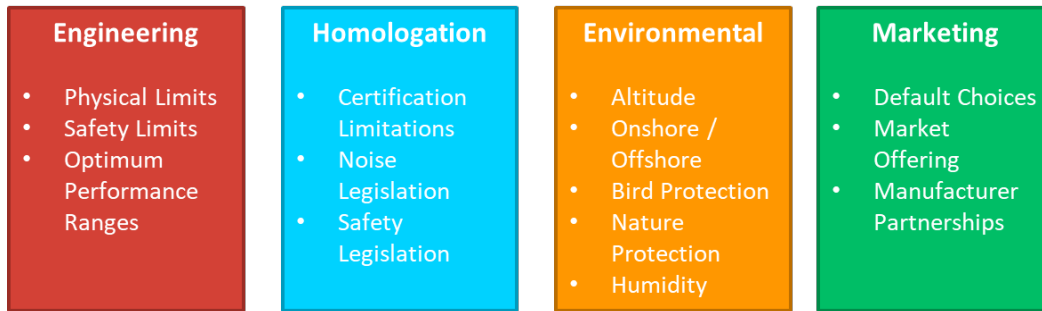 Engineering
• Physical Limits
• Safety Limits
• Optimum
Performance
Ranges
Homologation
• Certification
Limitations
• Noise
Legislation
• Safety
Legislation
Environmental
• Altitude
• Onshore /
Offshore
• Bird Protection
• Nature
Protection
• Humidity
Marketing
• Default Choices
• Market
Offering
• Manufacturer
Partnerships